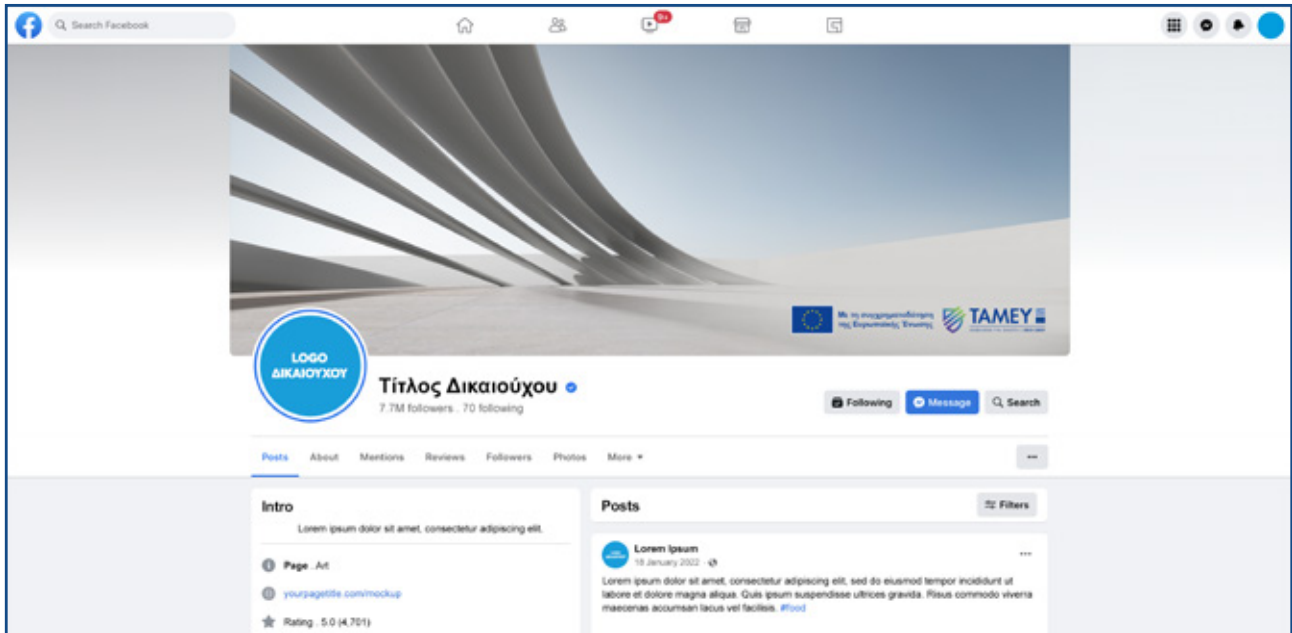 Search Facebook
9+
Με τη συγχρηματοδότηση
της Ευρωπαϊκής Ένωσης
ΤΑΜΕΥ
LOGO
ΔΙΚΑΙΟΥΧΟΥ
Τίτλος Δικαιούχου
7.7M followers . 70 following
Following
Message
Search
Posts
About
Mentions
Reviews
Followers
Photos
More
Intro
Lorem ipsum dolor sit amet, consectetur adipiscing elit.
Page . Art
yourpagetitle.com/mockup
Rating . 5.0 (4,701)
Posts
Filters
Lorem Ipsum
18 January 2022 ·
Lorem ipsum dolor sit amet, consectetur adipiscing elit, sed do eiusmod tempor incididunt ut
labore et dolore magna aliqua. Quis ipsum suspendisse ultrices gravida. Risus commodo viverra
maecenas accumsan lacus vel facilisis. #food